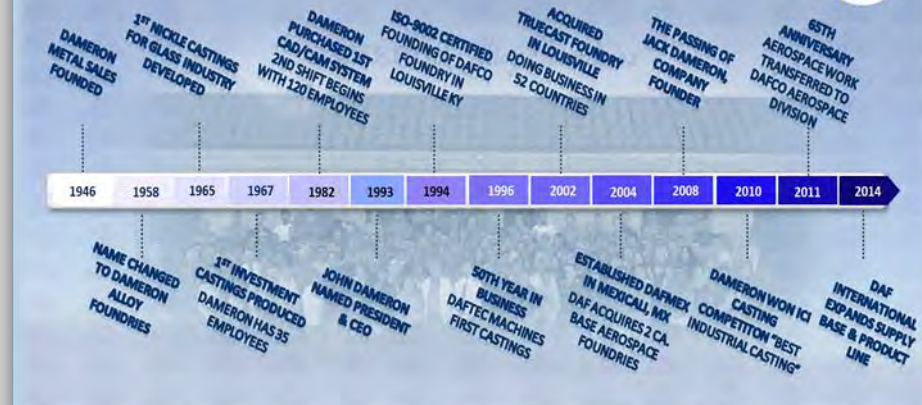 DAMERON
METAL SALES
FOUNDED
1ST NICKLE CASTINGS
FOR GLASS INDUSTRY
DEVELOPED
DAMERON
PURCHASED 1ST
CAD/CAM SYSTEM
2ND SHIFT BEGINS
WITH 120 EMPLOYEES
ISO-9002 CERTIFIED
FOUNDING OF DAFCO
FOUNDRY IN
LOUISVILLE KY
ACQUIRED
TRUECAST FOUNDRY
IN LOUISVILLE
DOING BUSINESS IN
52 COUNTRIES
THE PASSING OF
JACK DAMERON,
COMPANY
FOUNDER
65TH
ANNIVERSARY
AEROSPACE WORK
TRANSFERRED TO
DAFCO AEROSPACE
DIVISION
1946 1958 1965 1967 1982 1993 1994 1996 2002 2004 2008 2010 2011 2014
NAME CHANGED
TO DAMERON
ALLOY
FOUNDRIES
1ST INVESTMENT
CASTINGS PRODUCED
DAMERON HAS 35
EMPLOYEES
JOHN DAMERON
NAMED PRESIDENT
& CEO
50TH YEAR IN
BUSINESS
DAFTEC MACHINES
FIRST CASTINGS
ESTABLISHED DAFMEX
IN MEXICALI, MX
DAF ACQUIRES 2 CA.
BASE AEROSPACE
FOUNDRIES
DAMERON WON ICI
CASTING
COMPETITON "BEST
INDUSTRIAL CASTING"
DAF
INTERNATIONAL
EXPANDS SUPPLY
BASE & PRODUCT
LINE